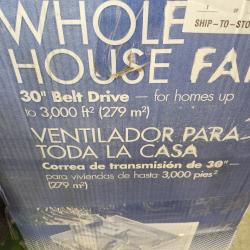 WHOLE
SHIP-TO-STO
HOUSE FA
30" Belt Drive – for homes up
to 3,000 ft² (279 m²)
VENTILADOR PARA
TODA LA CASA
Correa de transmisión de 30" –
para viviendas de hasta 3,000 pies²
(279 m²)